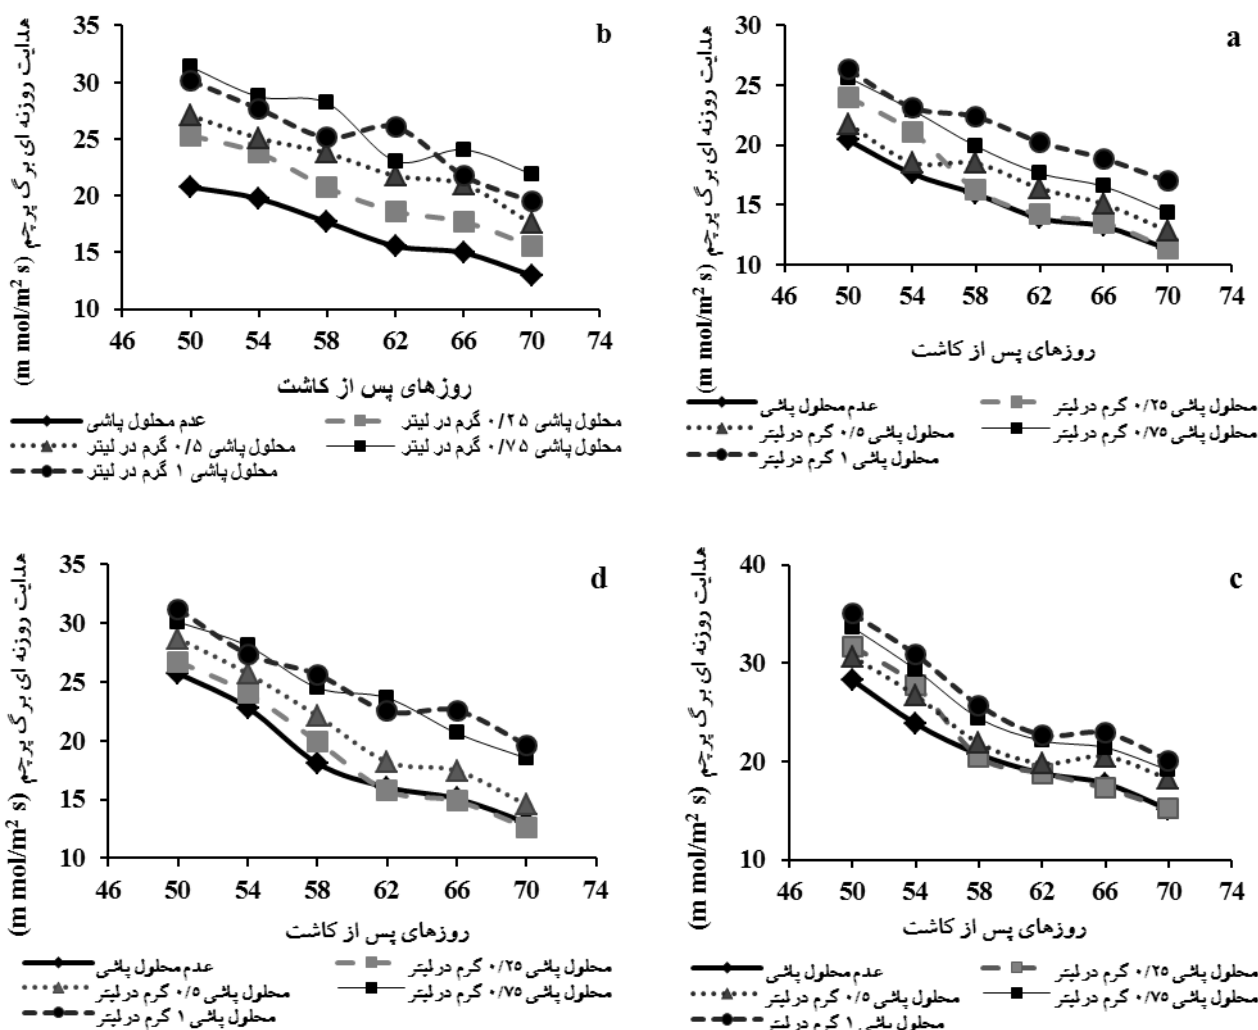 b
هدایت روزنه ای برگ پرچم (m mol/m² s)
35
30
25
20
15
10
46 50 54 58 62 66 70 74
روزهای پس از کاشت
عدم محلول پاشی
محلول پاشی ۰/۲۵ گرم در لیتر
محلول پاشی ۰/۵ گرم در لیتر
محلول پاشی ۰/۷۵ گرم در لیتر
محلول پاشی ۱ گرم در لیتر
a
هدایت روزنه ای برگ پرچم (m mol/m² s)
30
25
20
15
10
46 50 54 58 62 66 70 74
روزهای پس از کاشت
عدم محلول پاشی
محلول پاشی ۰/۲۵ گرم در لیتر
محلول پاشی ۰/۵ گرم در لیتر
محلول پاشی ۰/۷۵ گرم در لیتر
محلول پاشی ۱ گرم در لیتر
d
هدایت روزنه ای برگ پرچم (m mol/m² s)
35
30
25
20
15
10
46 50 54 58 62 66 70 74
روزهای پس از کاشت
عدم محلول پاشی
محلول پاشی ۰/۲۵ گرم در لیتر
محلول پاشی ۰/۵ گرم در لیتر
محلول پاشی ۰/۷۵ گرم در لیتر
محلول پاشی ۱ گرم در لیتر
c
هدایت روزنه ای برگ پرچم (m mol/m² s)
40
30
20
10
46 50 54 58 62 66 70 74
روزهای پس از کاشت
عدم محلول پاشی
محلول پاشی ۰/۲۵ گرم در لیتر
محلول پاشی ۰/۵ گرم در لیتر
محلول پاشی ۰/۷۵ گرم در لیتر
محلول پاشی ۱ گرم در لیتر